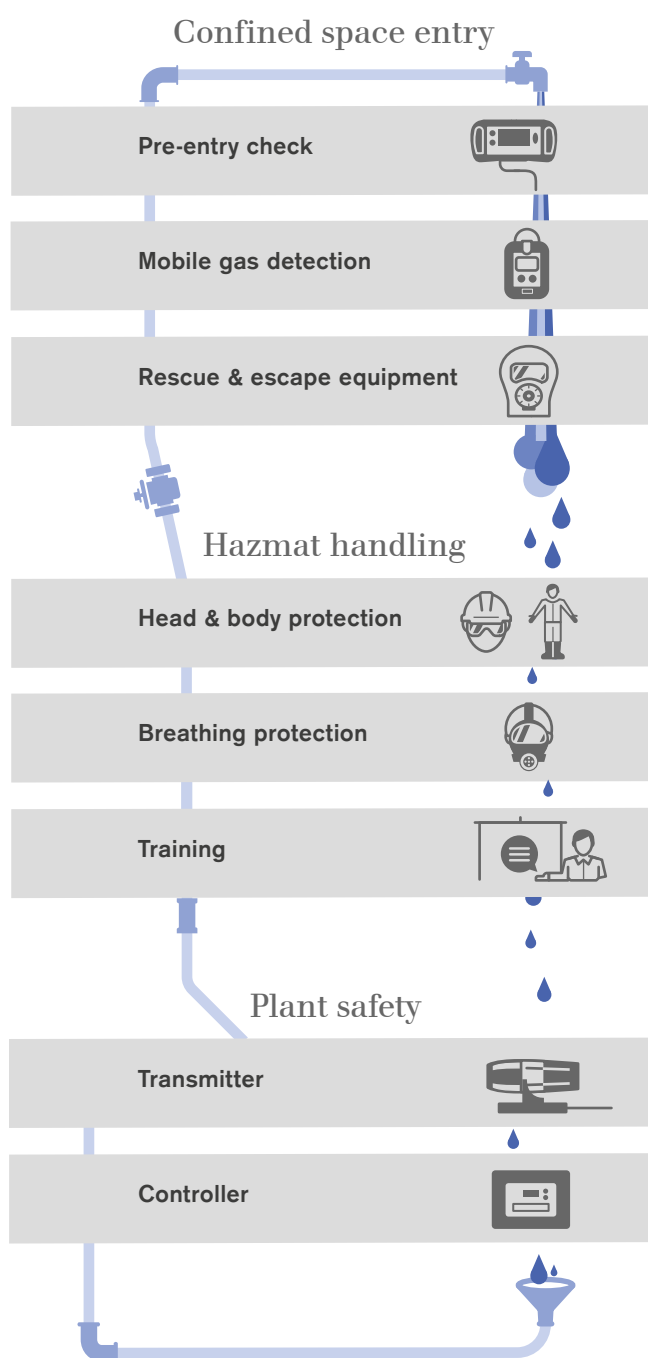 Confined space entry
Pre-entry check
Mobile gas detection
Rescue & escape equipment
Hazmat handling
Head & body protection
Breathing protection
Training
Plant safety
Transmitter
Controller